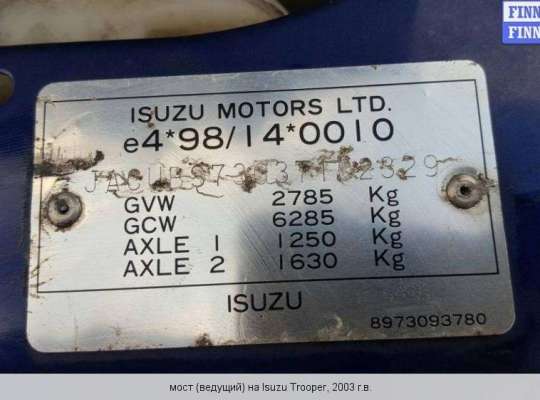 FINN
FINN
ISUZU MOTORS LTD.
e4*98/14*0010
GVW 2785 Kg
GCW 6285 Kg
AXLE 1 1250 Kg
AXLE 2 1630 Kg
ISUZU
8973093780
мост (ведущий) на Isuzu Trooper, 2003 г.в.